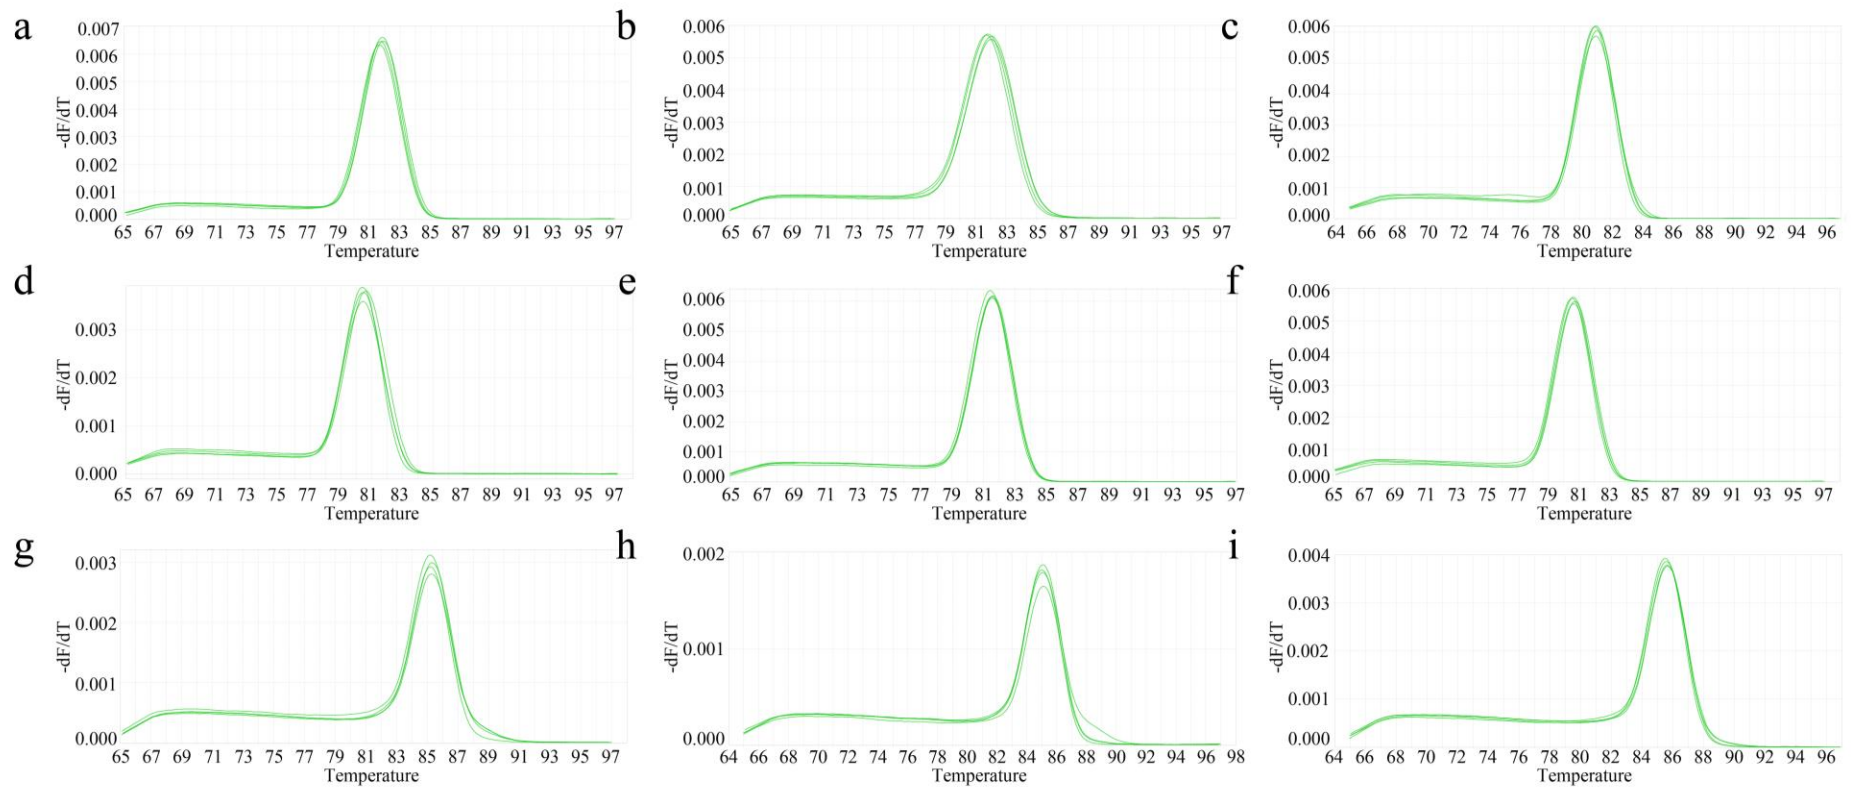 a
0.007
0.006
0.005
0.004
0.003
0.002
0.001
0.000
-dF/dT
65 67 69 71 73 75 77 79 81 83 85 87 89 91 93 95 97
Temperature
b
0.006
0.005
0.004
0.003
0.002
0.001
0.000
-dF/dT
65 67 69 71 73 75 77 79 81 83 85 87 89 91 93 95 97
Temperature
c
0.006
0.005
0.004
0.003
0.002
0.001
0.000
-dF/dT
64 66 68 70 72 74 76 78 80 82 84 86 88 90 92 94 96
Temperature
d
0.003
0.002
0.001
0.000
-dF/dT
65 67 69 71 73 75 77 79 81 83 85 87 89 91 93 95 97
Temperature
e
0.006
0.005
0.004
0.003
0.002
0.001
0.000
-dF/dT
65 67 69 71 73 75 77 79 81 83 85 87 89 91 93 95 97
Temperature
f
0.006
0.005
0.004
0.003
0.002
0.001
0.000
-dF/dT
65 67 69 71 73 75 77 79 81 83 85 87 89 91 93 95 97
Temperature
g
0.003
0.002
0.001
0.000
-dF/dT
65 67 69 71 73 75 77 79 81 83 85 87 89 91 93 95 97
Temperature
h
0.002
0.001
0.000
-dF/dT
64 66 68 70 72 74 76 78 80 82 84 86 88 90 92 94 96 98
Temperature
i
0.004
0.003
0.002
0.001
0.000
-dF/dT
64 66 68 70 72 74 76 78 80 82 84 86 88 90 92 94 96
Temperature